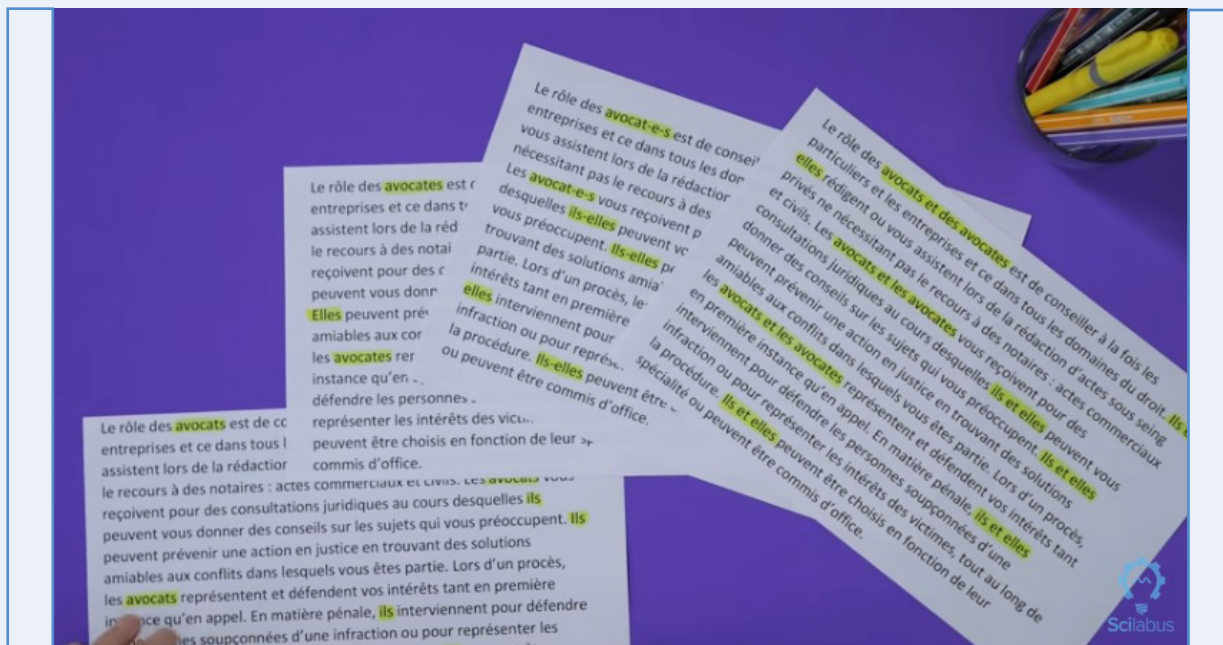 Le rôle des avocats est de
entreprises et ce dans tous
assistent lors de la
le recours à des notaires : actes commerciaux et civils. Les avocats vous
reçoivent pour des consultations juridiques au cours desquelles ils
peuvent vous donner des conseils sur les sujets qui vous préoccupent. Ils
peuvent prévenir une action en justice en trouvant des solutions
amiables aux conflits dans lesquels vous êtes partie. Lors d'un procès,
les avocats représentent et défendent vos intérêts tant en première
qu'en appel. En matière pénale, ils interviennent pour défendre
soupçonnées d'une infraction ou pour représenter les
Le rôle des avocates est
entreprises et ce dans
assistent lors de la
le recours à des
reçoivent pour des
peuvent vous
Elles peuvent
amiables aux
les avocates
instance qu'en
défendre les personnes
représenter les intérêts des
peuvent être choisis en fonction de leur
commis d'office.
Le rôle des avocat-e-s est de
entreprises et ce dans tous les
vous assistent lors de la
nécessitant pas le recours à des
Les avocat-e-s vous reçoivent
desquelles ils-elles peuvent
vous préoccupent. Ils-elles
trouvant des solutions
partie. Lors d'un procès,
intérêts tant en première
elles interviennent pour
infraction ou pour
la procédure. Ils-elles peuvent être
ou peuvent être commis d'office.
Le rôle des avocats et des avocates est de conseiller à la fois les
particuliers et les entreprises et ce dans tous les domaines du droit. Ils
elles rédigent ou vous assistent lors de la rédaction d'actes sous seing
privés ne nécessitant pas le recours à des notaires : actes commerciaux
et civils. Les avocats et les avocates vous reçoivent pour des
consultations juridiques au cours desquelles ils et elles peuvent vous
donner des conseils sur les sujets qui vous préoccupent. Ils et elles
peuvent prévenir une action en justice en trouvant des solutions
amiables aux conflits dans lesquels vous êtes partie. Lors d'un procès,
les avocats et les avocates représentent et défendent vos intérêts tant
en première instance qu'en appel. En matière pénale, ils et elles
interviennent pour défendre les personnes soupçonnées d'une
infraction ou pour représenter les intérêts des victimes, tout au long de
la procédure. Ils et elles peuvent être choisis en fonction de leur
spécialité ou peuvent être commis d'office.
Scilabus